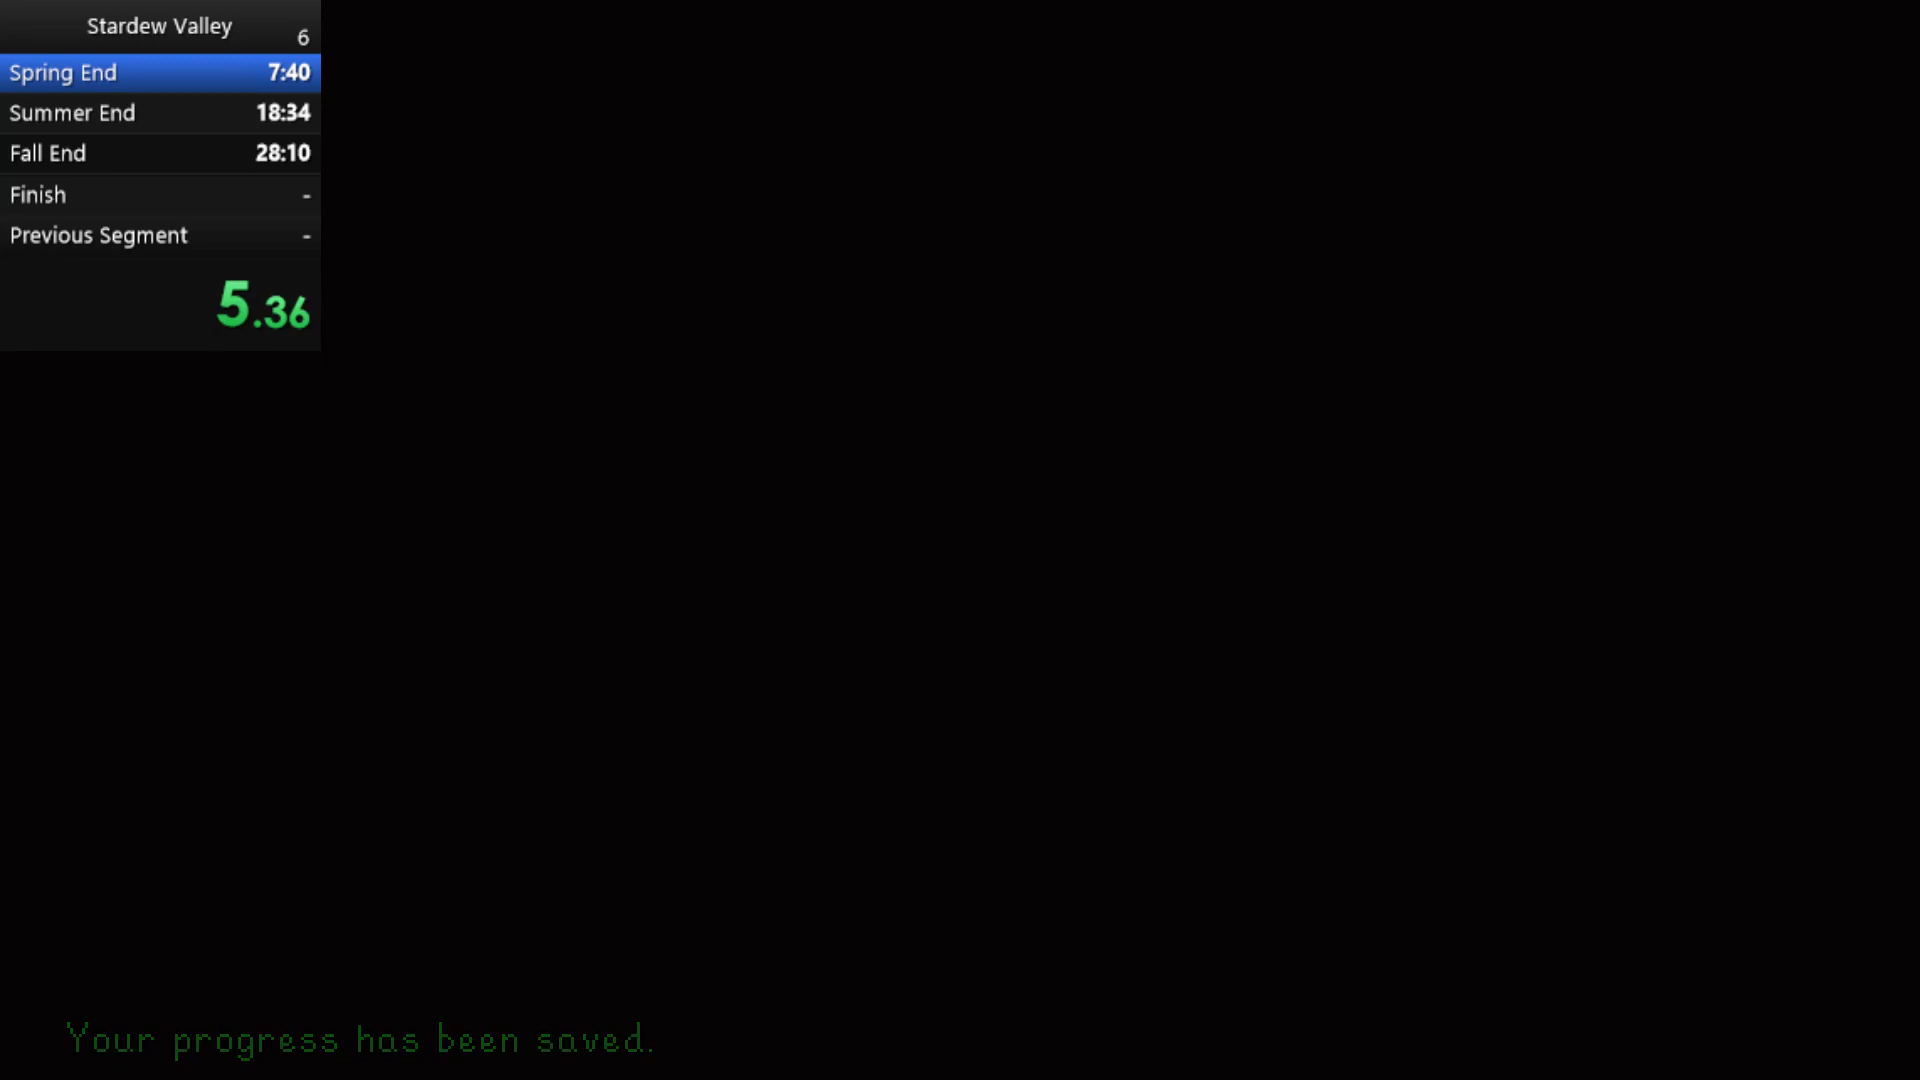 Stardew Valley
6
Spring End 7:40
Summer End 18:34
Fall End 28:10
Finish -
Previous Segment -
5.36
Your progress has been saved.